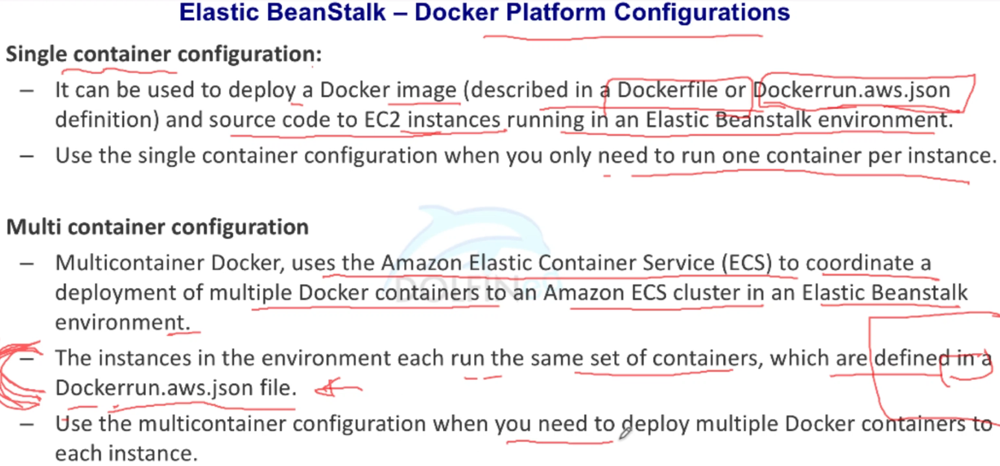 Elastic BeanStalk – Docker Platform Configurations
Single container configuration:
– It can be used to deploy a Docker image (described in a Dockerfile or Dockerrun.aws.json
definition) and source code to EC2 instances running in an Elastic Beanstalk environment.
– Use the single container configuration when you only need to run one container per instance.
Multi container configuration
– Multicontainer Docker, uses the Amazon Elastic Container Service (ECS) to coordinate a
deployment of multiple Docker containers to an Amazon ECS cluster in an Elastic Beanstalk
environment.
– The instances in the environment each run the same set of containers, which are defined in a
Dockerrun.aws.json file.
– Use the multicontainer configuration when you need to deploy multiple Docker containers to
each instance.